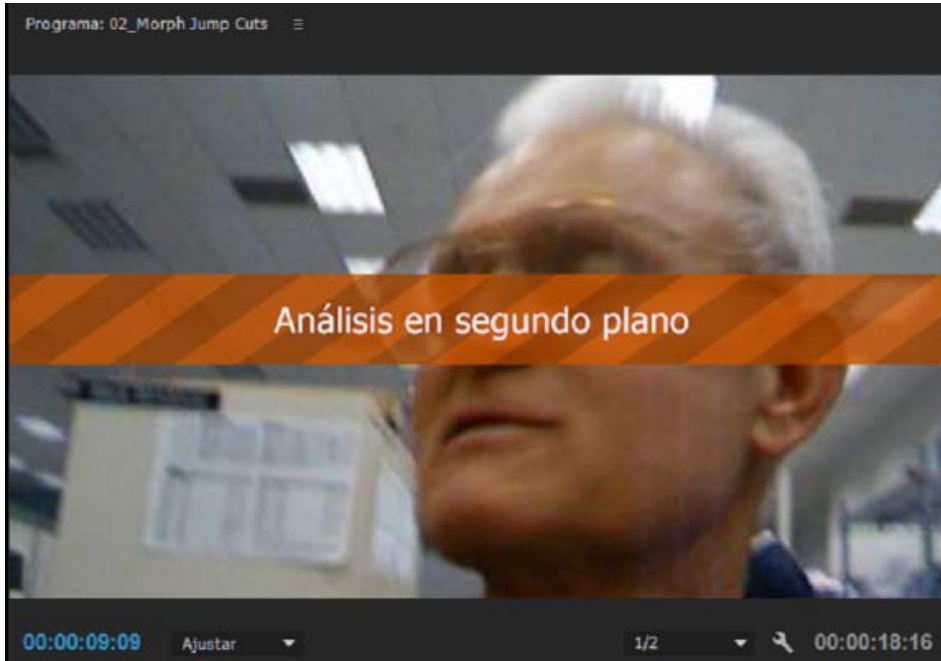 Programa: 02_Morph Jump Cuts
Análisis en segundo plano
00:00:09:09 Ajustar 1/2 00:00:18:16